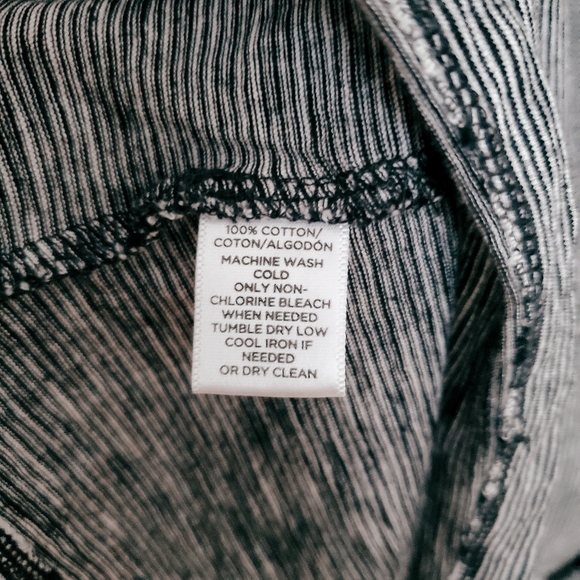 100% COTTON/
COTON/ALGODÓN
MACHINE WASH
COLD
ONLY NON-
CHLORINE BLEACH
WHEN NEEDED
TUMBLE DRY LOW
COOL IRON IF
NEEDED
OR DRY CLEAN